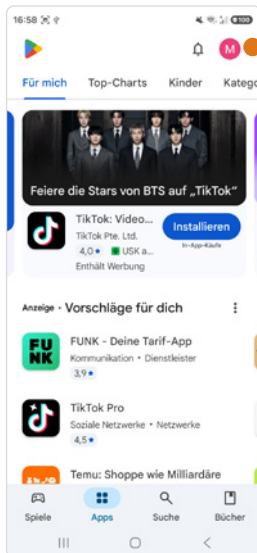 16:58
100
M
Für mich Top-Charts Kinder Katego
Feiere die Stars von BTS auf „TikTok“
TikTok: Video...
TikTok Pte. Ltd.
4,0 ★ USK a...
Enthält Werbung
Installieren
In-App-Käufe
Anzeige • Vorschläge für dich
FUNK
FUNK - Deine Tarif-App
Kommunikation • Dienstleister
3,9 ★
TikTok Pro
Soziale Netzwerke • Netzwerke
4,5 ★
Temu: Shoppe wie Milliardäre
Spiele Apps Suche Bücher